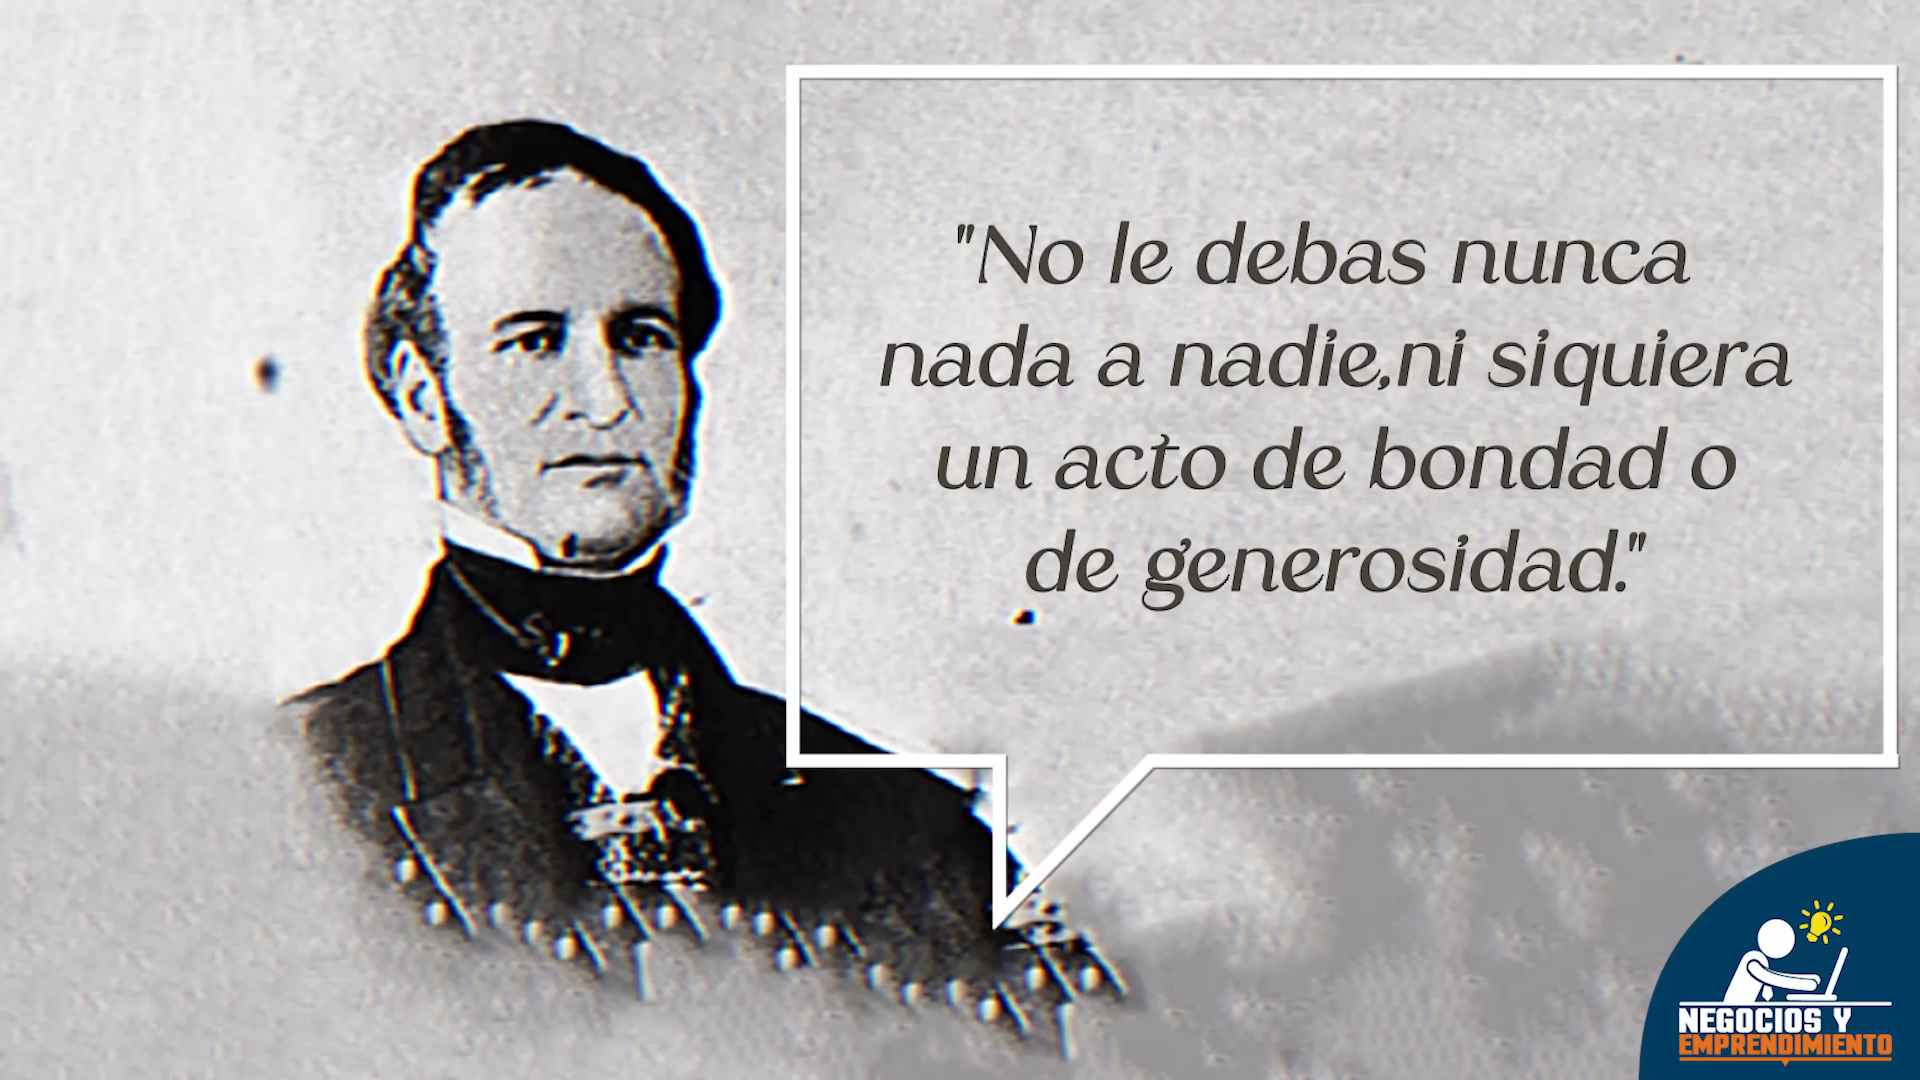 "No le debas nunca
nada a nadie,ni siquiera
un acto de bondad o
de generosidad."
NEGOCIOS Y
EMPRENDIMIENTO